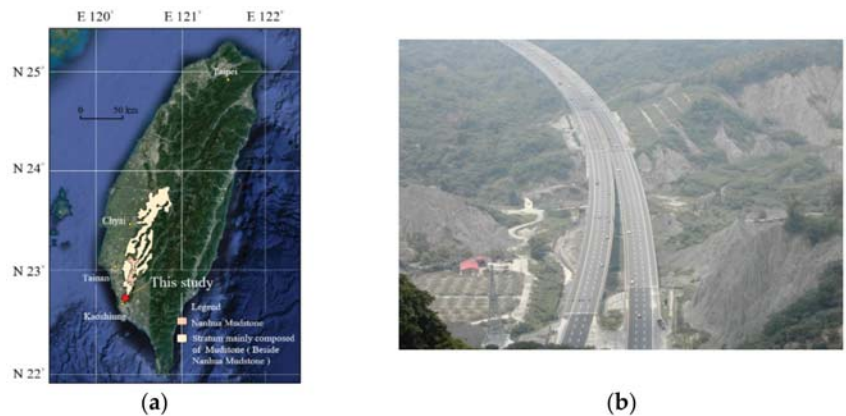 E 120° E 121° E 122°
N 25°
Taipei
0 50 km
N 24°
Chyai
N 23°
Tainan
This study
Kaoshiung
Legend
Nanhua Mudstone
Stratum mainly composed
of Mudstone ( Beside
Nanhua Mudstone )
N 22°
(a) (b)